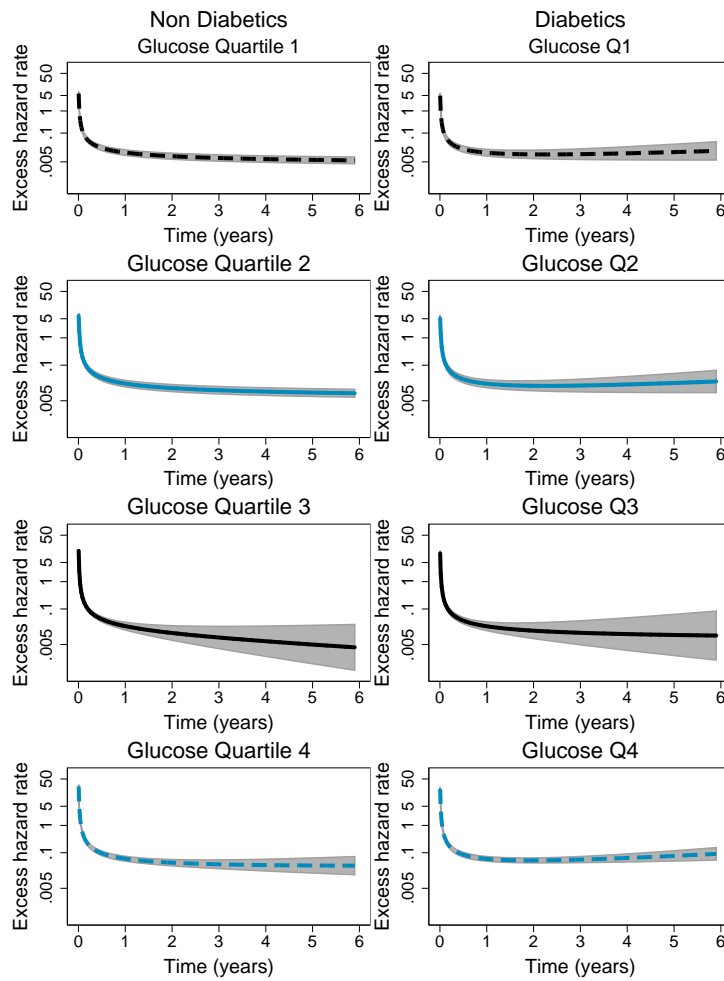 Non Diabetics
Diabetics
Glucose Quartile 1
Glucose Q1
Excess hazard rate
50
5
1
.1
.005
0 1 2 3 4 5 6
Time (years)
Excess hazard rate
50
5
1
.1
.005
0 1 2 3 4 5 6
Time (years)
Glucose Quartile 2
Glucose Q2
Excess hazard rate
50
5
1
.1
.005
0 1 2 3 4 5 6
Time (years)
Excess hazard rate
50
5
1
.1
.005
0 1 2 3 4 5 6
Time (years)
Glucose Quartile 3
Glucose Q3
Excess hazard rate
50
5
1
.1
.005
0 1 2 3 4 5 6
Time (years)
Excess hazard rate
50
5
1
.1
.005
0 1 2 3 4 5 6
Time (years)
Glucose Quartile 4
Glucose Q4
Excess hazard rate
50
5
1
.1
.005
0 1 2 3 4 5 6
Time (years)
Excess hazard rate
50
5
1
.1
.005
0 1 2 3 4 5 6
Time (years)